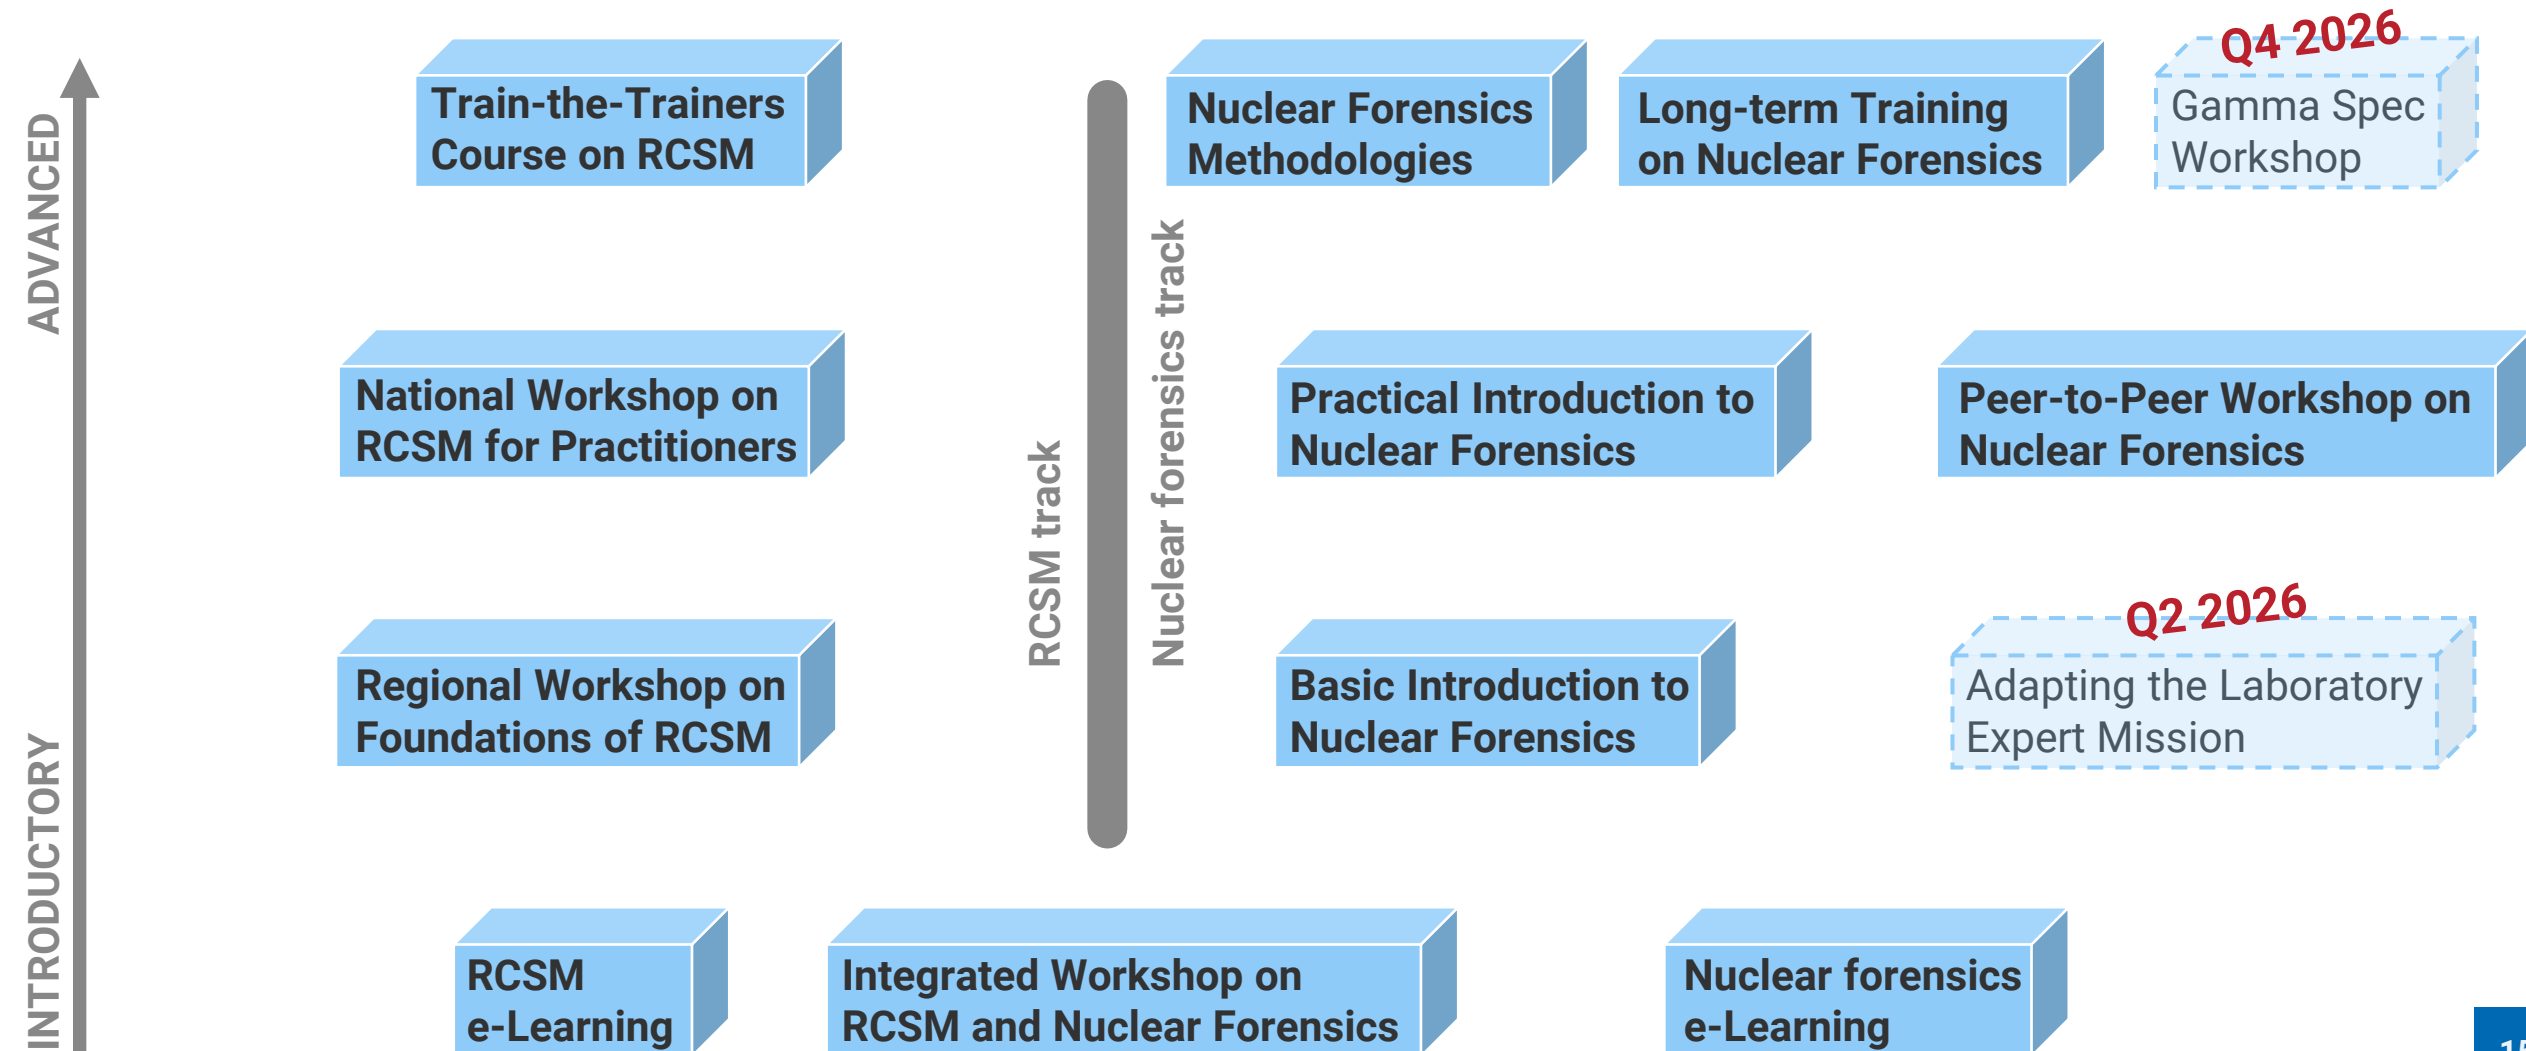 Q4 2026
Train-the-Trainers
Course on RCSM
Nuclear Forensics
Methodologies
Long-term Training
on Nuclear Forensics
Gamma Spec
Workshop
ADVANCED
National Workshop on
RCSM for Practitioners
RCSM track
Nuclear forensics track
Practical Introduction to
Nuclear Forensics
Peer-to-Peer Workshop on
Nuclear Forensics
Q2 2026
Regional Workshop on
Foundations of RCSM
Basic Introduction to
Nuclear Forensics
Adapting the Laboratory
Expert Mission
INTRODUCTORY
RCSM
e-Learning
Integrated Workshop on
RCSM and Nuclear Forensics
Nuclear forensics
e-Learning